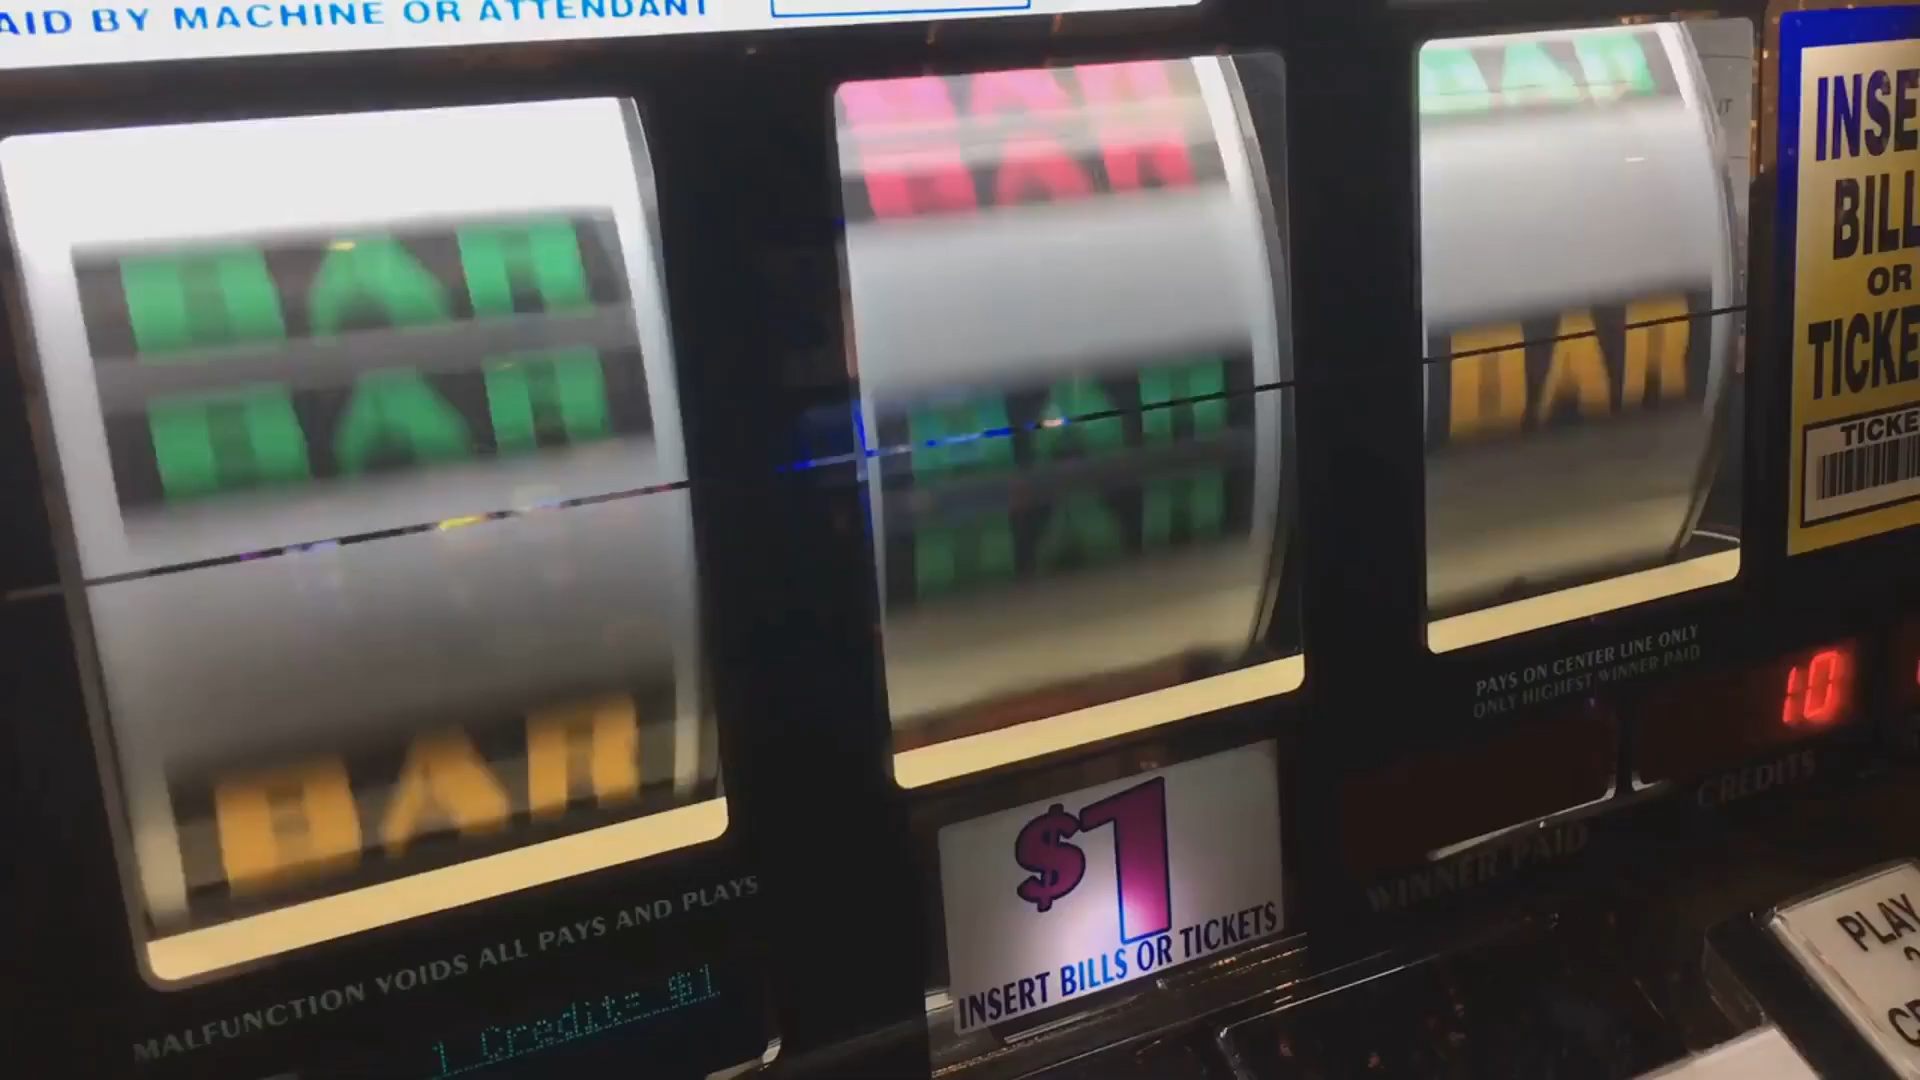 AID BY MACHINE OR ATTENDANT
BAR
BAR
BAR
BAR
BAR
BAR
BAR
BAR
BAR
INSE
BILL
OR
TICKE
TICKE
PAYS ON CENTER LINE ONLY
ONLY HIGHEST WINNER PAID
10
CREDITS
WINNER PAID
$1
INSERT BILLS OR TICKETS
MALFUNCTION VOIDS ALL PAYS AND PLAYS
1 Credit= $1
PLAY